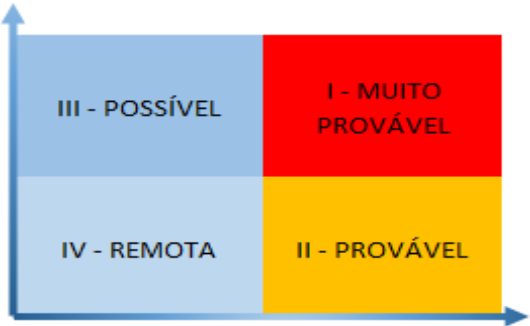 III - POSSÍVEL
I - MUITO
PROVÁVEL
IV - REMOTA
II - PROVÁVEL